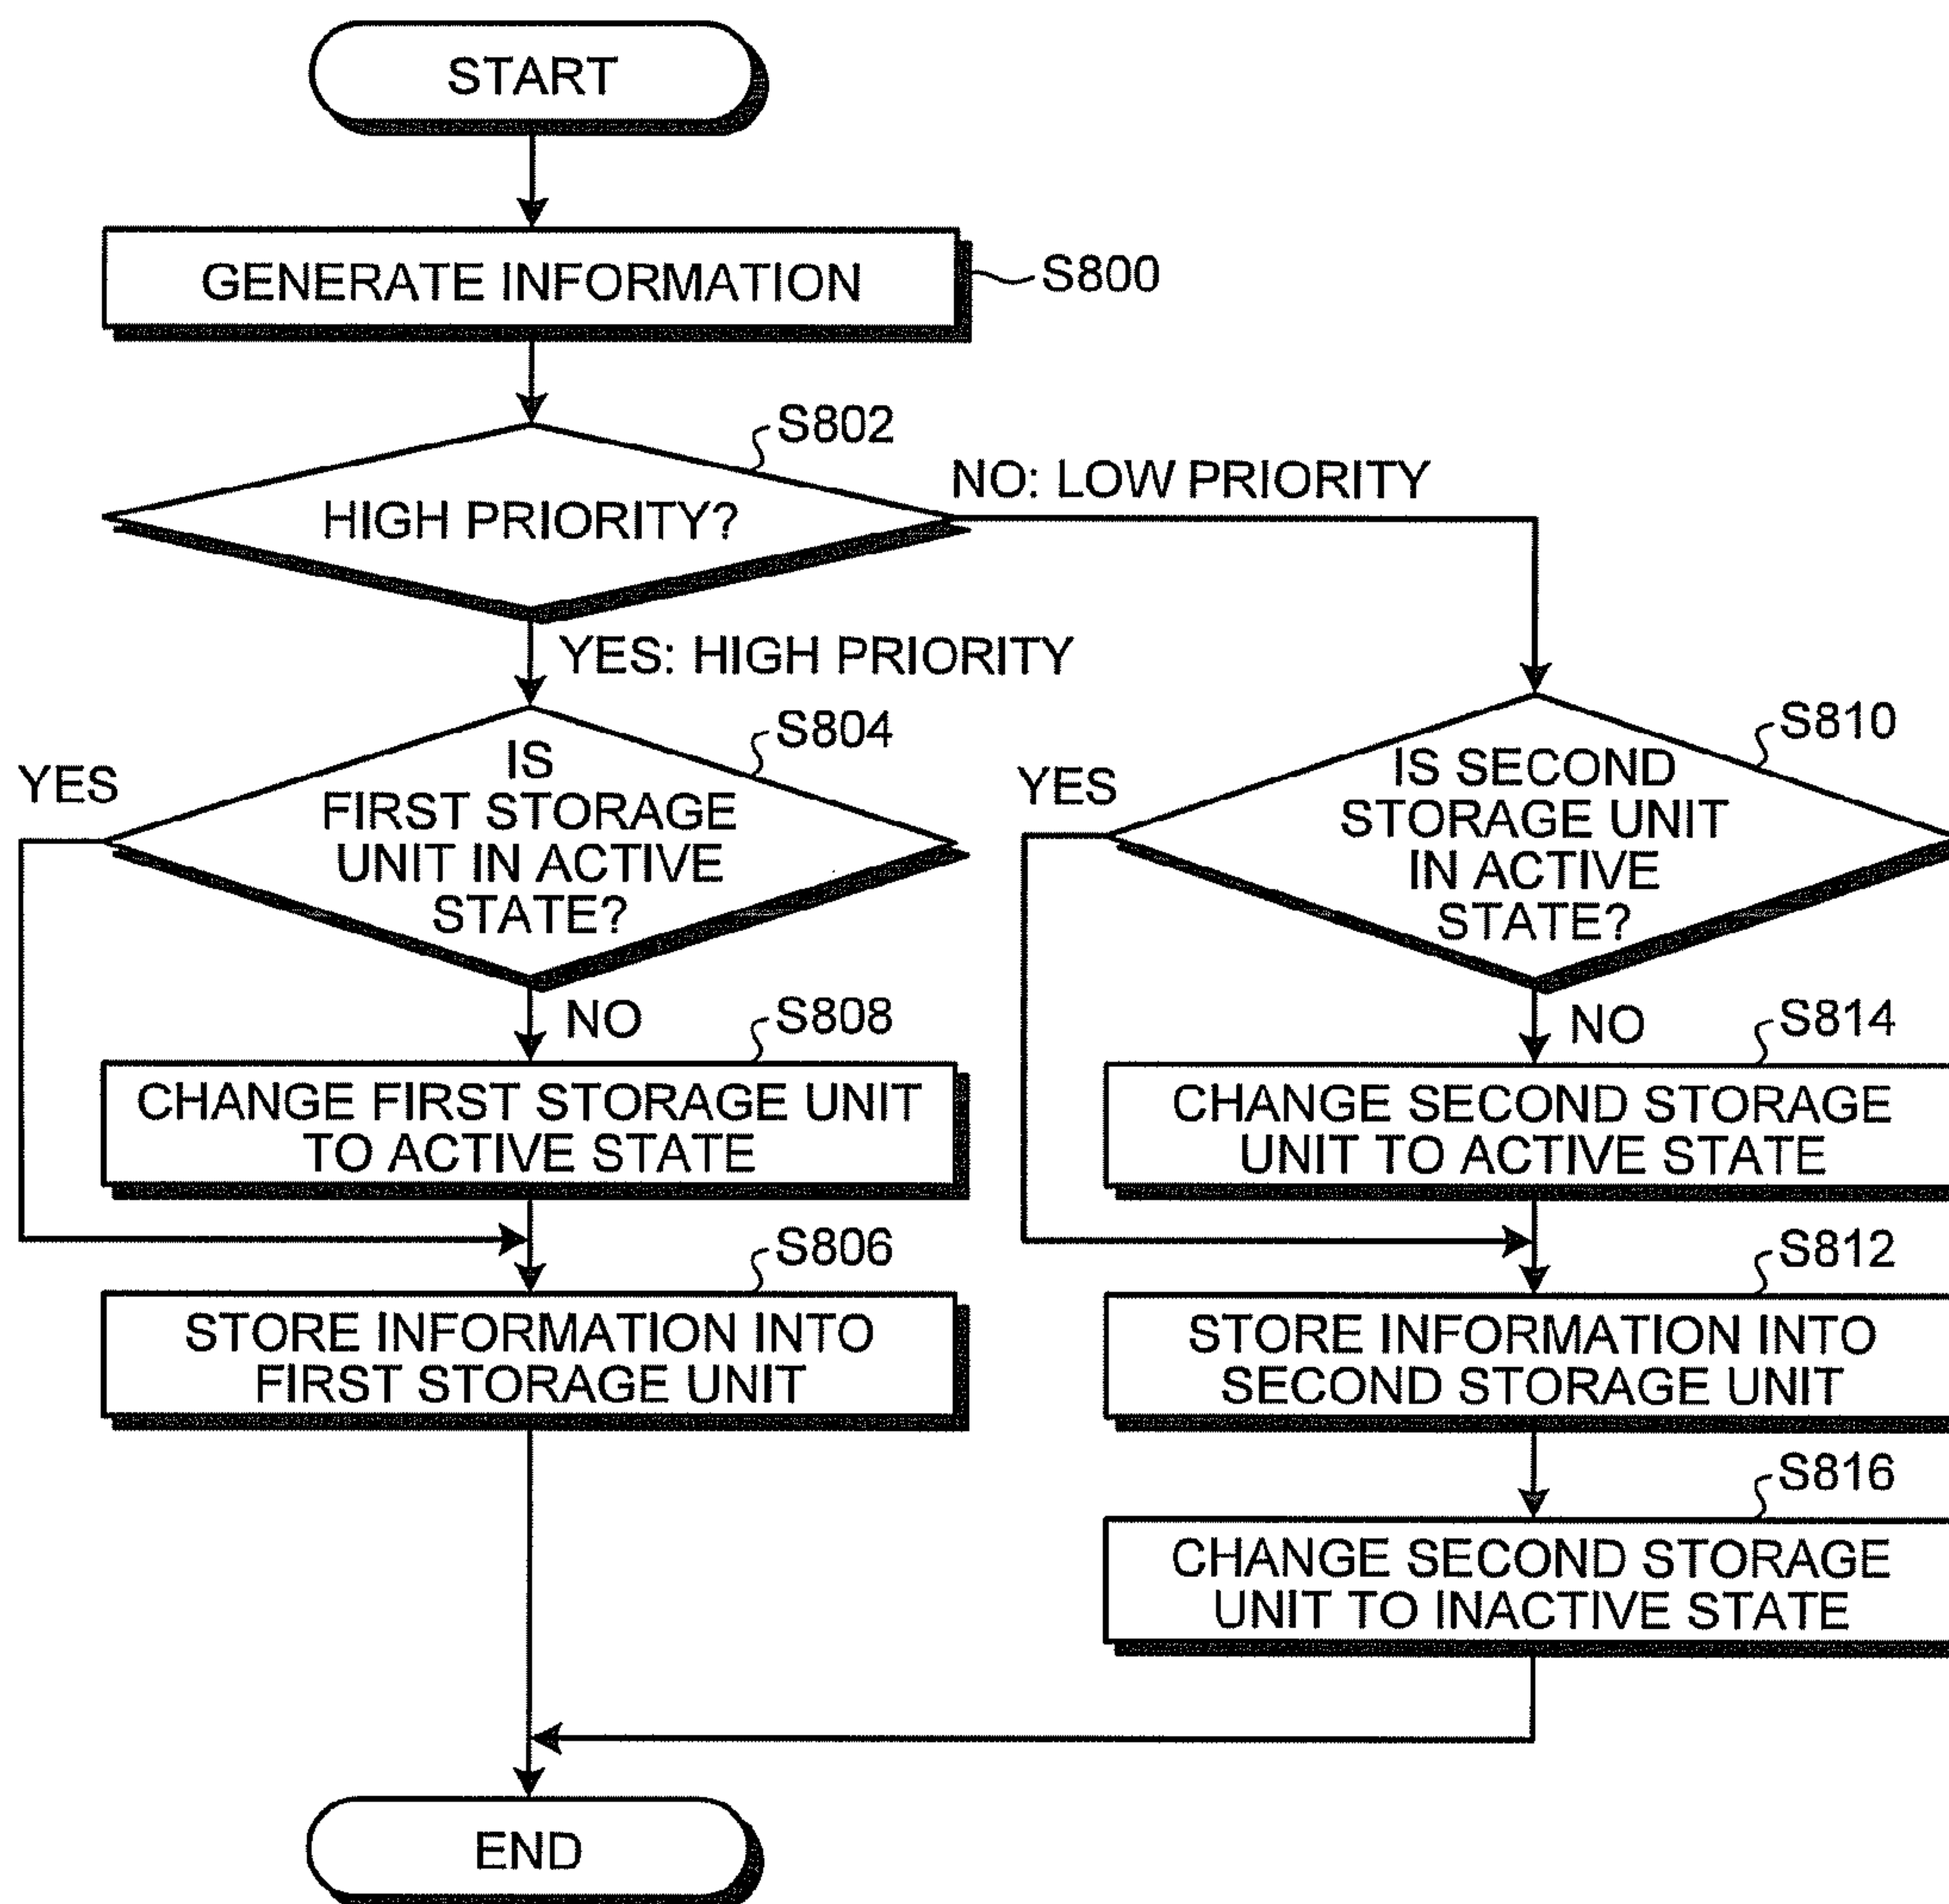 START
GENERATE INFORMATION
S800
S802
HIGH PRIORITY?
NO: LOW PRIORITY
YES: HIGH PRIORITY
S804
YES
IS
FIRST STORAGE
UNIT IN ACTIVE
STATE?
NO
S808
CHANGE FIRST STORAGE UNIT
TO ACTIVE STATE
S806
STORE INFORMATION INTO
FIRST STORAGE UNIT
S810
YES
IS SECOND
STORAGE UNIT
IN ACTIVE
STATE?
NO
S814
CHANGE SECOND STORAGE
UNIT TO ACTIVE STATE
S812
STORE INFORMATION INTO
SECOND STORAGE UNIT
S816
CHANGE SECOND STORAGE
UNIT TO INACTIVE STATE
END